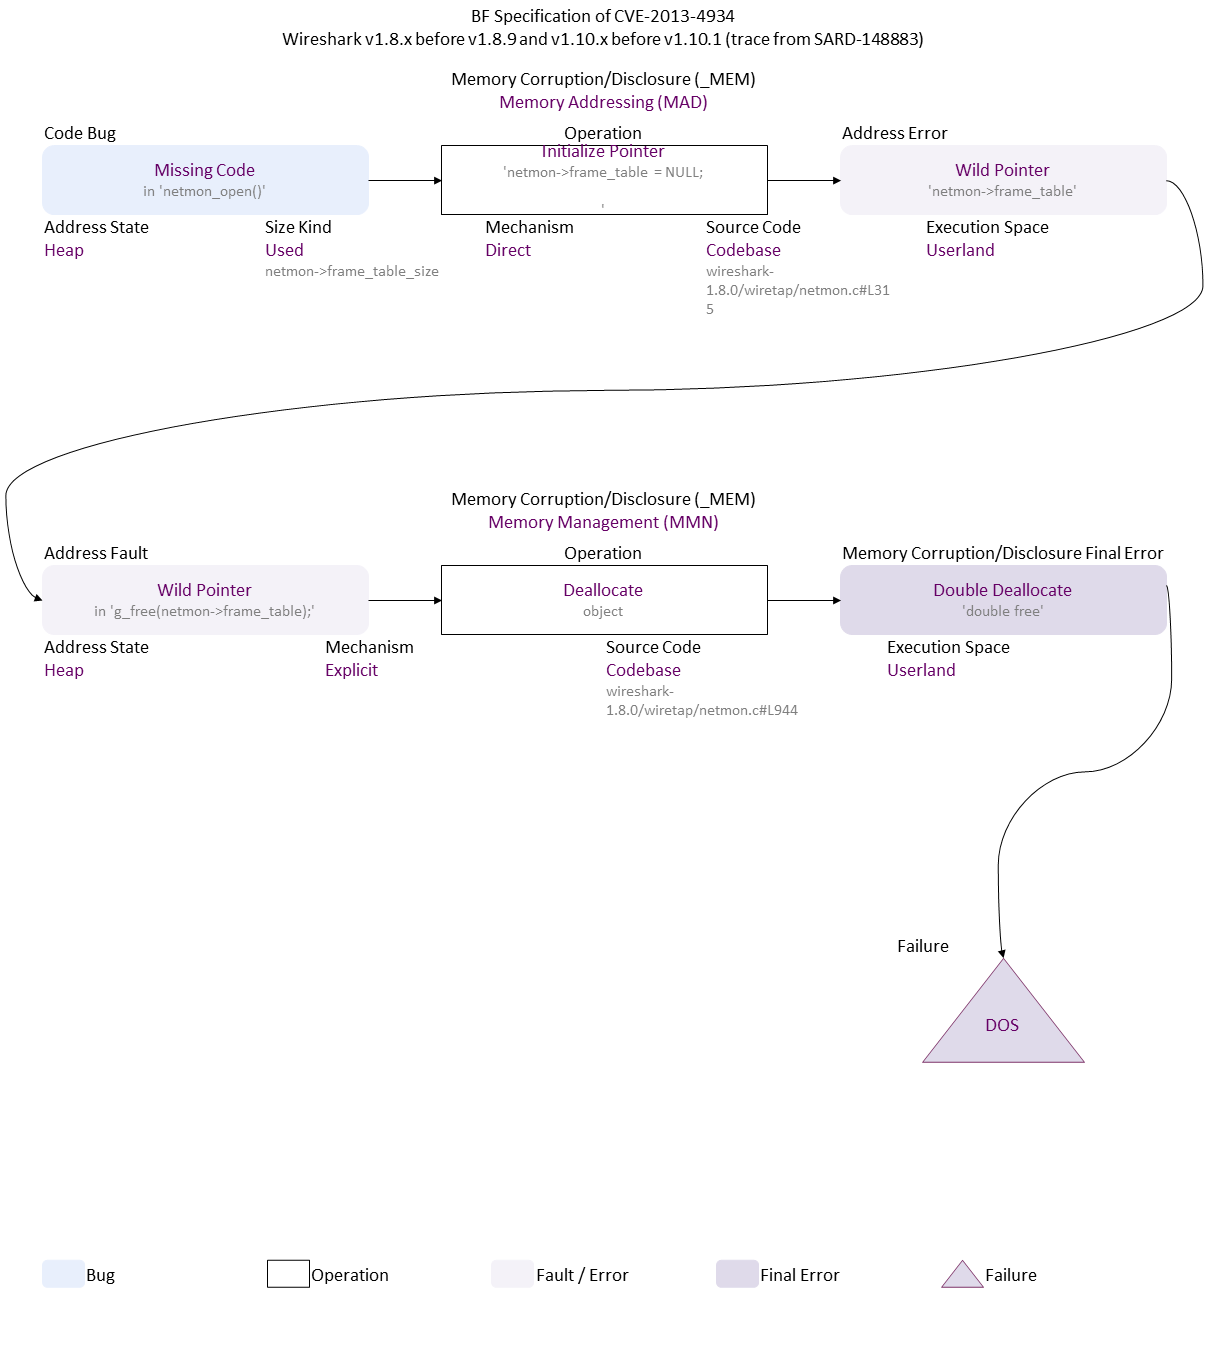 BF Specification of CVE-2013-4934
Wireshark v1.8.x before v1.8.9 and v1.10.x before v1.10.1 (trace from SARD-148883)
Memory Corruption/Disclosure (_MEM)
Memory Addressing (MAD)
Code Bug
Operation
Address Error
Missing Code
in 'netmon_open()'
Initialize Pointer
'netmon->frame_table = NULL;
'
Wild Pointer
'netmon->frame_table'
Address State
Heap
Size Kind
Used
netmon->frame_table_size
Mechanism
Direct
Source Code
Codebase
wireshark-
1.8.0/wiretap/netmon.c#L31
5
Execution Space
Userland
Memory Corruption/Disclosure (_MEM)
Memory Management (MMN)
Address Fault
Operation
Memory Corruption/Disclosure Final Error
Wild Pointer
in 'g_free(netmon->frame_table);'
Deallocate
object
Double Deallocate
'double free'
Address State
Heap
Mechanism
Explicit
Source Code
Codebase
wireshark-
1.8.0/wiretap/netmon.c#L944
Execution Space
Userland
Failure
DOS
Bug
Operation
Fault / Error
Final Error
Failure